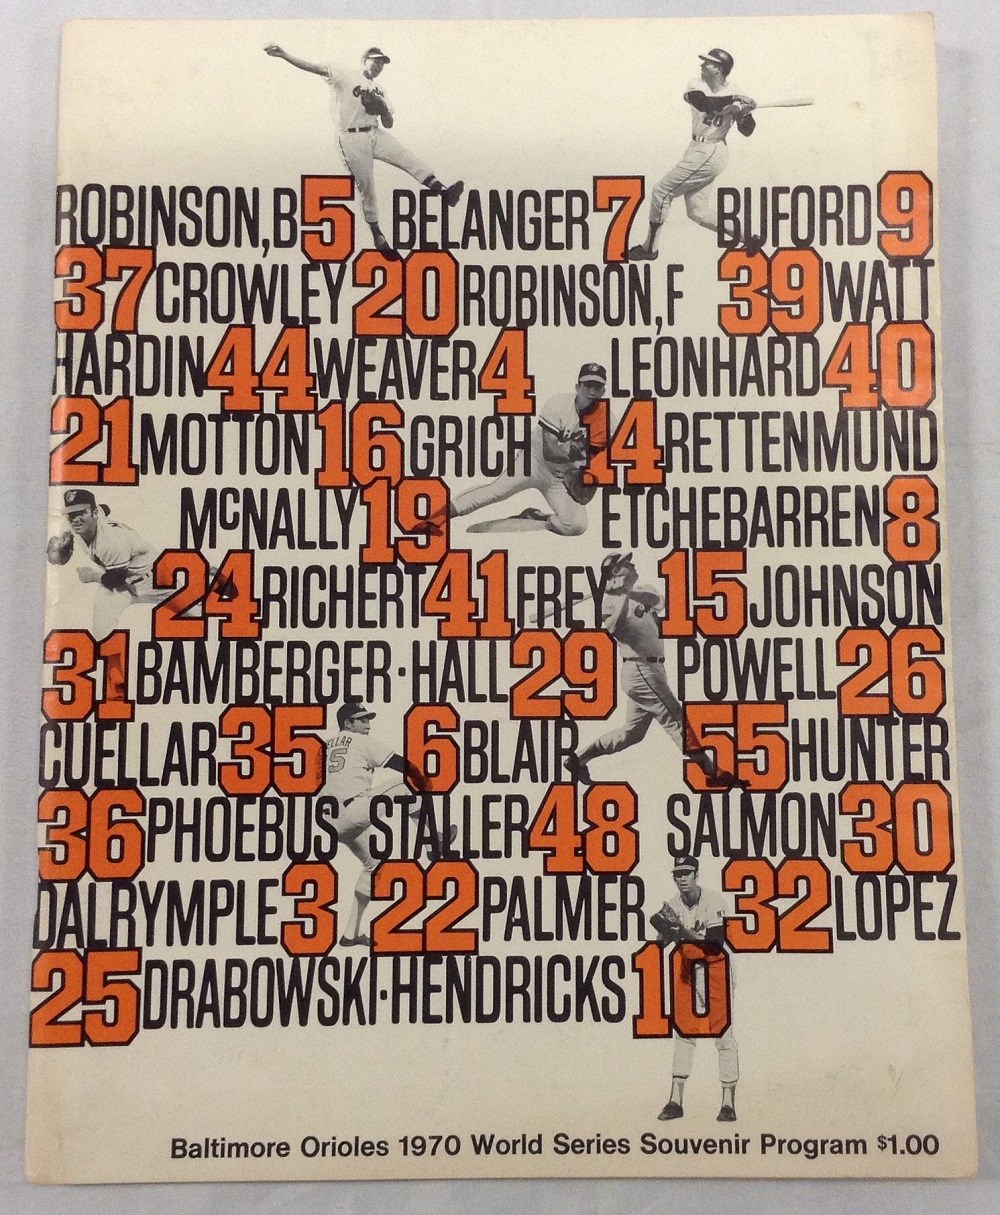 ROBINSON,B 5 BELANGER 7 BUFORD 9
37 CROWLEY 20 ROBINSON,F 39 WATT
HARDIN 44 WEAVER 4 LEONHARD 40
21 MOTTON 16 GRICH 14 RETTENMUND
McNALLY 19 ETCHEBARREN 8
24 RICHERT 41 FREY 15 JOHNSON
31 BAMBERGER · HALL 29 POWELL 26
CUELLAR 35 6 BLAIR 55 HUNTER
36 PHOEBUS STALLER 48 SALMON 30
DALRYMPLE 3 22 PALMER 32 LOPEZ
25 DRABOWSKI · HENDRICKS 10
Baltimore Orioles 1970 World Series Souvenir Program $1.00